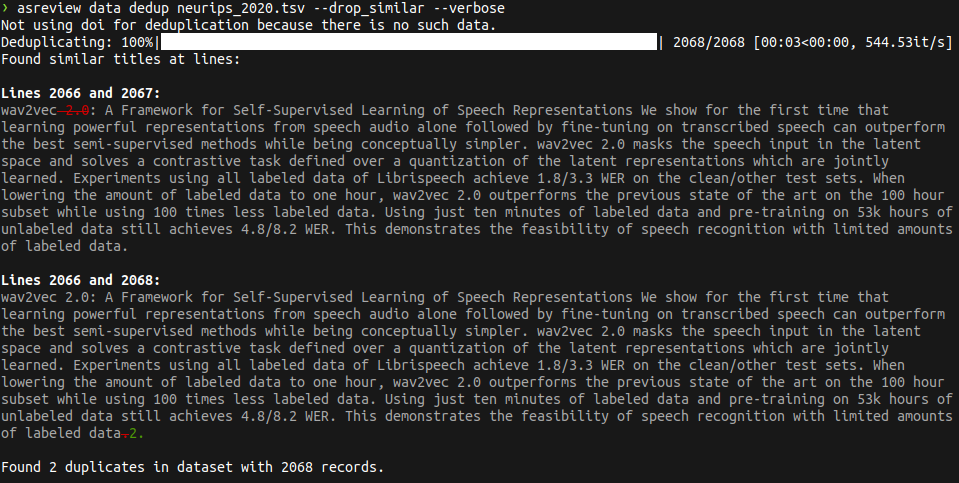 ❯ asreview data dedup neurips_2020.tsv --drop_similar --verbose
Not using doi for deduplication because there is no such data.
Deduplicating: 100%|                                                              | 2068/2068 [00:03<00:00, 544.53it/s]
Found similar titles at lines:
Lines 2066 and 2067:
wav2vec 2.0: A Framework for Self-Supervised Learning of Speech Representations We show for the first time that
learning powerful representations from speech audio alone followed by fine-tuning on transcribed speech can outperform
the best semi-supervised methods while being conceptually simpler. wav2vec 2.0 masks the speech input in the latent
space and solves a contrastive task defined over a quantization of the latent representations which are jointly
learned. Experiments using all labeled data of Librispeech achieve 1.8/3.3 WER on the clean/other test sets. When
lowering the amount of labeled data to one hour, wav2vec 2.0 outperforms the previous state of the art on the 100 hour
subset while using 100 times less labeled data. Using just ten minutes of labeled data and pre-training on 53k hours of
unlabeled data still achieves 4.8/8.2 WER. This demonstrates the feasibility of speech recognition with limited amounts
of labeled data.
Lines 2066 and 2068:
wav2vec 2.0: A Framework for Self-Supervised Learning of Speech Representations We show for the first time that
learning powerful representations from speech audio alone followed by fine-tuning on transcribed speech can outperform
the best semi-supervised methods while being conceptually simpler. wav2vec 2.0 masks the speech input in the latent
space and solves a contrastive task defined over a quantization of the latent representations which are jointly
learned. Experiments using all labeled data of Librispeech achieve 1.8/3.3 WER on the clean/other test sets. When
lowering the amount of labeled data to one hour, wav2vec 2.0 outperforms the previous state of the art on the 100 hour
subset while using 100 times less labeled data. Using just ten minutes of labeled data and pre-training on 53k hours of
unlabeled data still achieves 4.8/8.2 WER. This demonstrates the feasibility of speech recognition with limited amounts
of labeled data.2.
Found 2 duplicates in dataset with 2068 records.